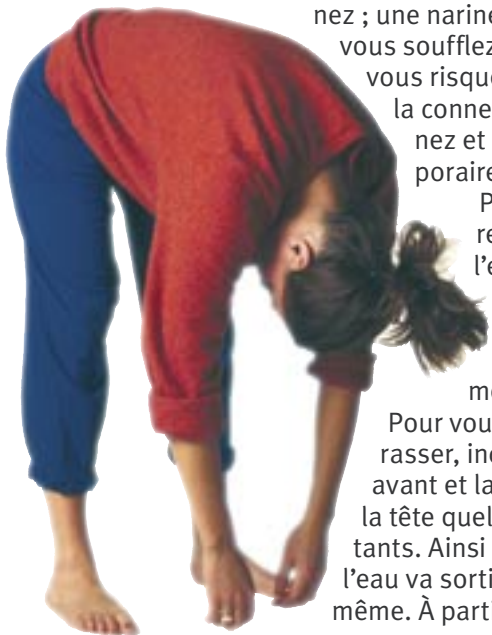 nez ; une narine
vous soufflez
vous risque
la conne
nez et
poraire
P
re
l'e
me
Pour vou
rasser, inc
avant et la
la tête quel
tants. Ainsi
l'eau va sorti
même. À parti